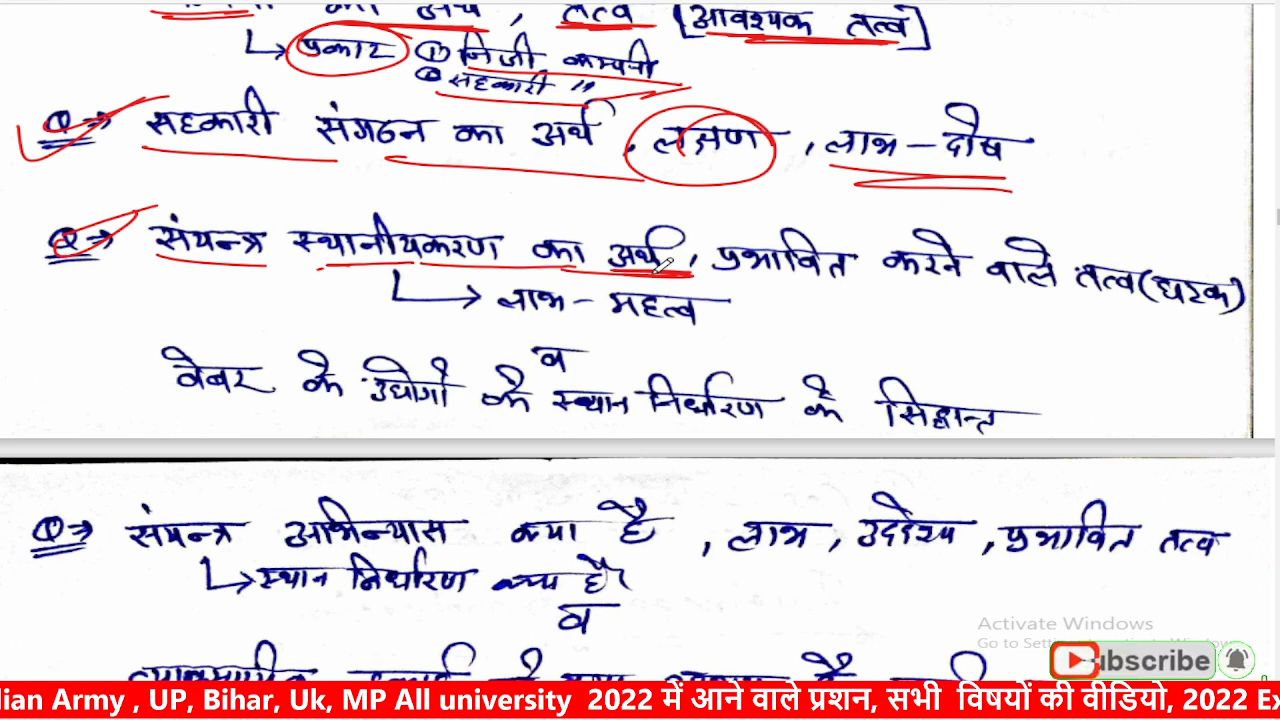 का अर्थ , तत्व [आवश्यक तत्व]
↳ प्रकार ① निजी कम्पनी
② सहकारी "
Q⇒ सहकारी संगठन का अर्थ , लक्षण , लाभ - दोष
Q⇒ संयन्त्र स्थानीयकरण का अर्थ , प्रभावित करने वाले तत्व (घटक)
↳ लाभ - महत्व
व
वेबर के उद्योगों के स्थान निर्धारण के सिद्धान्त
Q⇒ संयन्त्र अभिन्यास क्या है , लाभ , उद्देश्य , प्रभावित तत्व
↳ स्थान निर्धारण क्या है?
व
Activate Windows
Go to Settings to activate Windows.
Subscribe
dian Army , UP, Bihar, Uk, MP All university 2022 में आने वाले प्रशन, सभी विषयों की वीडियो, 2022 Ex